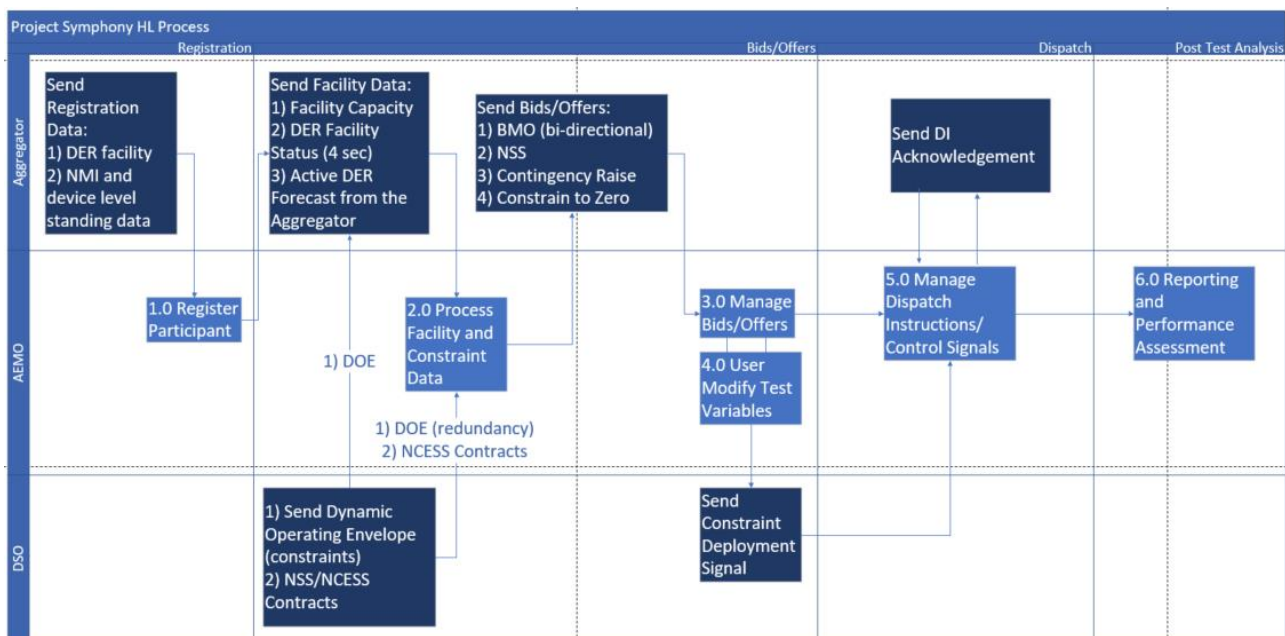 Project Symphony HL Process
Registration
Bids/Offers
Dispatch
Post Test Analysis
Aggregator
Send
Registration
Data:
1) DER facility
2) NMI and
device level
standing data
Send Facility Data:
1) Facility Capacity
2) DER Facility
Status (4 sec)
3) Active DER
Forecast from the
Aggregator
Send Bids/Offers:
1) BMO (bi-directional)
2) NSS
3) Contingency Raise
4) Constrain to Zero
Send DI
Acknowledgement
AEMO
1.0 Register
Participant
1) DOE
2.0 Process
Facility and
Constraint
Data
1) DOE (redundancy)
2) NCESS Contracts
3.0 Manage
Bids/Offers
4.0 User
Modify Test
Variables
5.0 Manage
Dispatch
Instructions/
Control Signals
6.0 Reporting
and
Performance
Assessment
DSO
1) Send Dynamic
Operating Envelope
(constraints)
2) NSS/NCESS
Contracts
Send
Constraint
Deployment
Signal